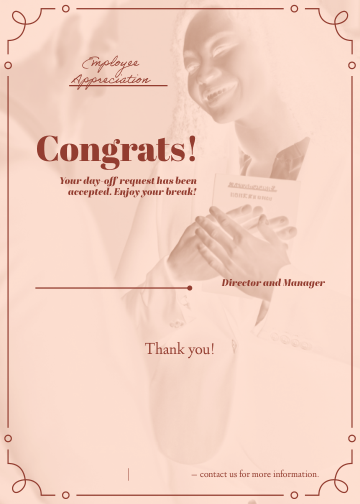 Employee
Appreciation
Congrats!
Your day-off request has been
accepted. Enjoy your break!
Director and Manager
Thank you!
— contact us for more information.